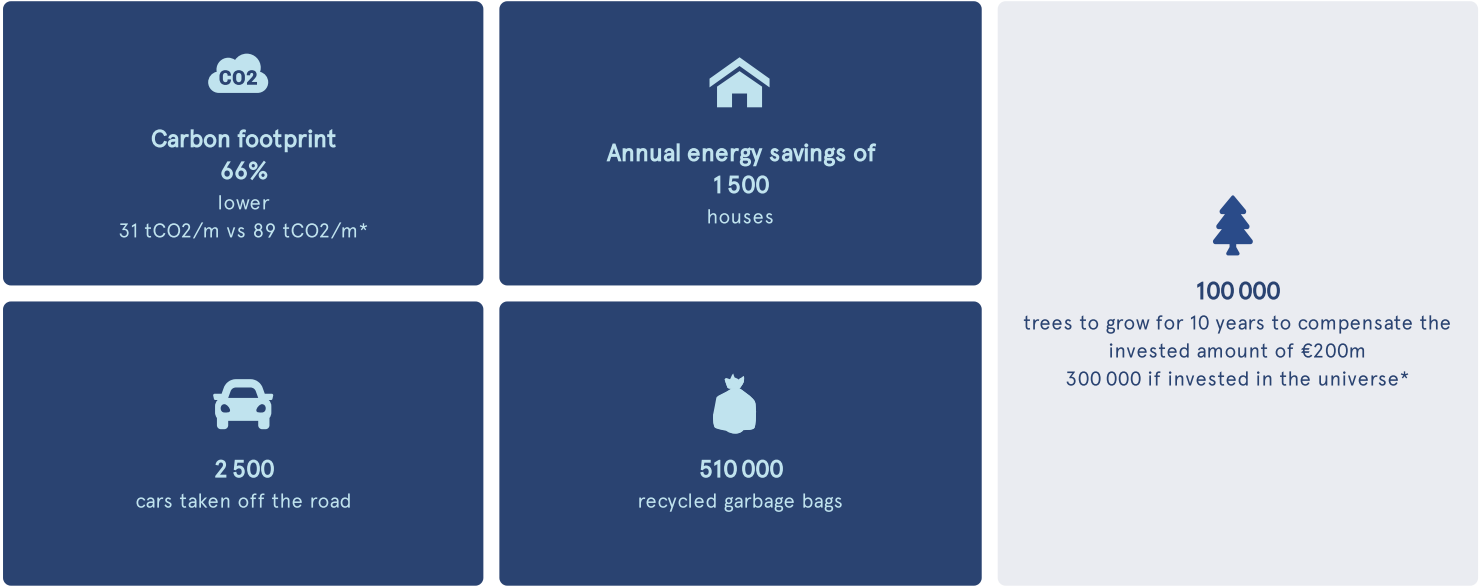 CO2
Carbon footprint
66%
lower
31 tCO2/m vs 89 tCO2/m*
Annual energy savings of
1 500
houses
2 500
cars taken off the road
510 000
recycled garbage bags
100 000
trees to grow for 10 years to compensate the
invested amount of €200m
300 000 if invested in the universe*